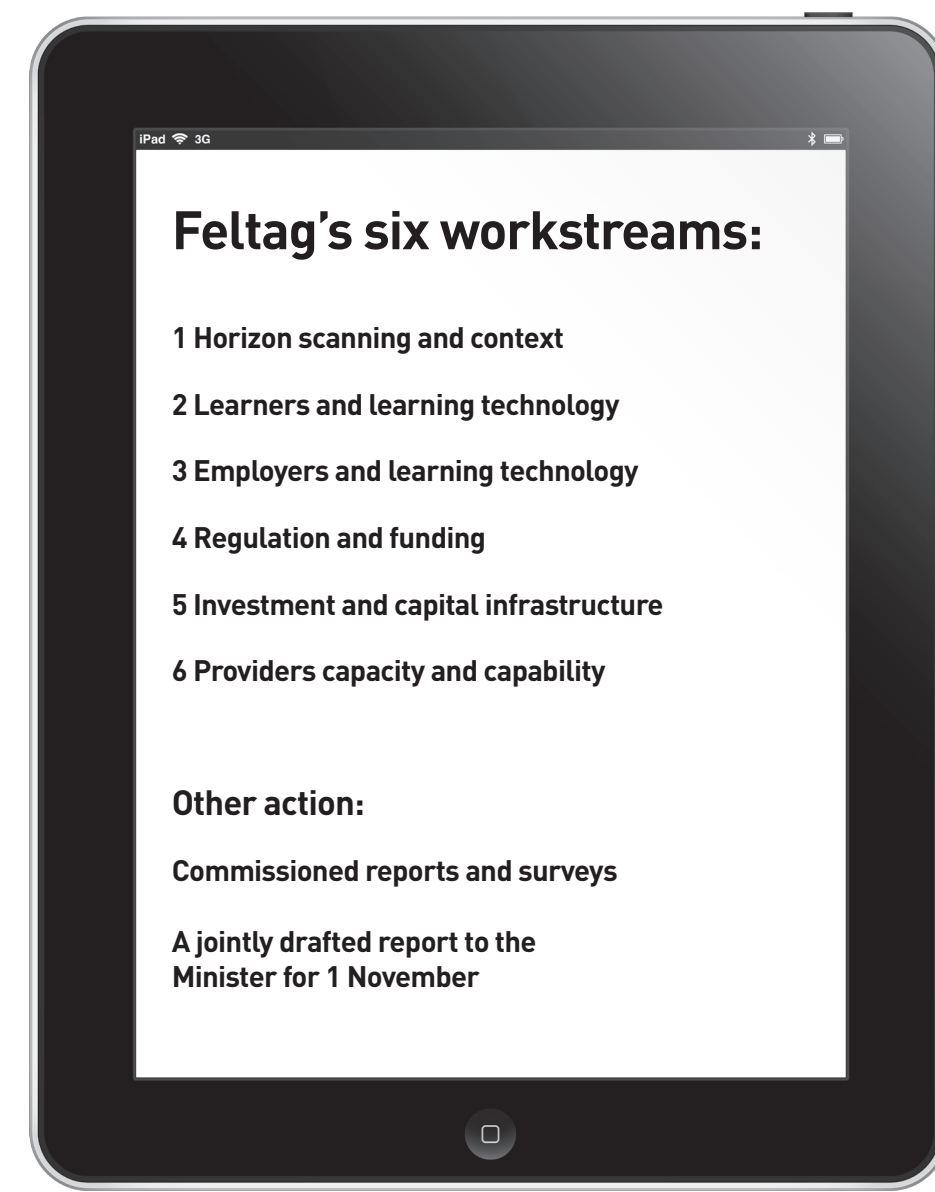 iPad 3G
Feltag’s six workstreams:
1 Horizon scanning and context
2 Learners and learning technology
3 Employers and learning technology
4 Regulation and funding
5 Investment and capital infrastructure
6 Providers capacity and capability
Other action:
Commissioned reports and surveys
A jointly drafted report to the
Minister for 1 November